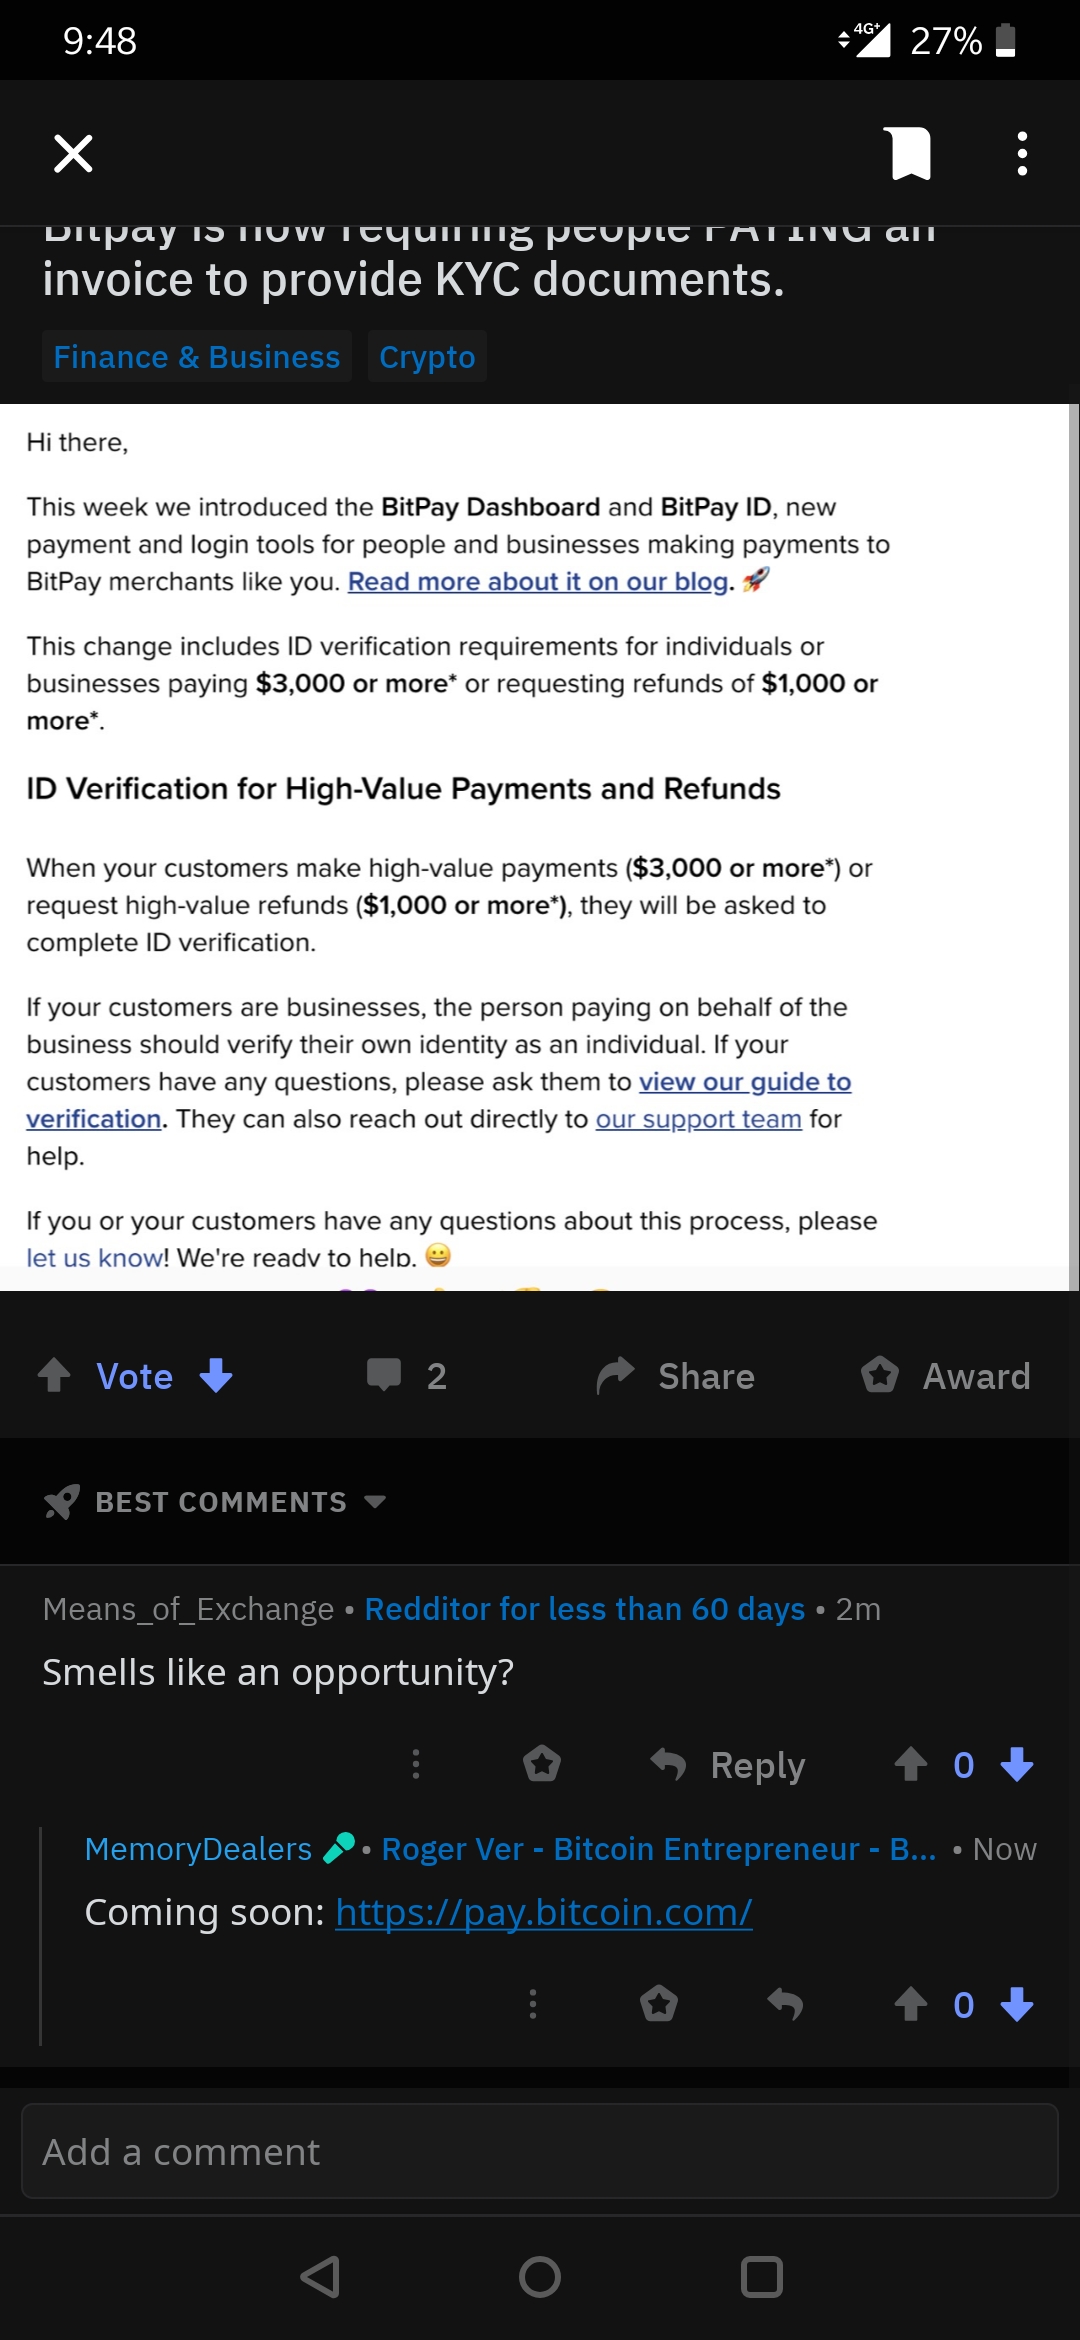 9:48
4G+ 27%
Bitpay is now requiring people PAYING an
invoice to provide KYC documents.
Finance & Business Crypto
Hi there,
This week we introduced the BitPay Dashboard and BitPay ID, new
payment and login tools for people and businesses making payments to
BitPay merchants like you. Read more about it on our blog. 🚀
This change includes ID verification requirements for individuals or
businesses paying $3,000 or more* or requesting refunds of $1,000 or
more*.
ID Verification for High-Value Payments and Refunds
When your customers make high-value payments ($3,000 or more*) or
request high-value refunds ($1,000 or more*), they will be asked to
complete ID verification.
If your customers are businesses, the person paying on behalf of the
business should verify their own identity as an individual. If your
customers have any questions, please ask them to view our guide to
verification. They can also reach out directly to our support team for
help.
If you or your customers have any questions about this process, please
let us know! We're ready to help. 😀
Vote 2 Share Award
BEST COMMENTS
Means_of_Exchange • Redditor for less than 60 days • 2m
Smells like an opportunity?
Reply 0
MemoryDealers 🎤 • Roger Ver - Bitcoin Entrepreneur - B... • Now
Coming soon: https://pay.bitcoin.com/
0
Add a comment